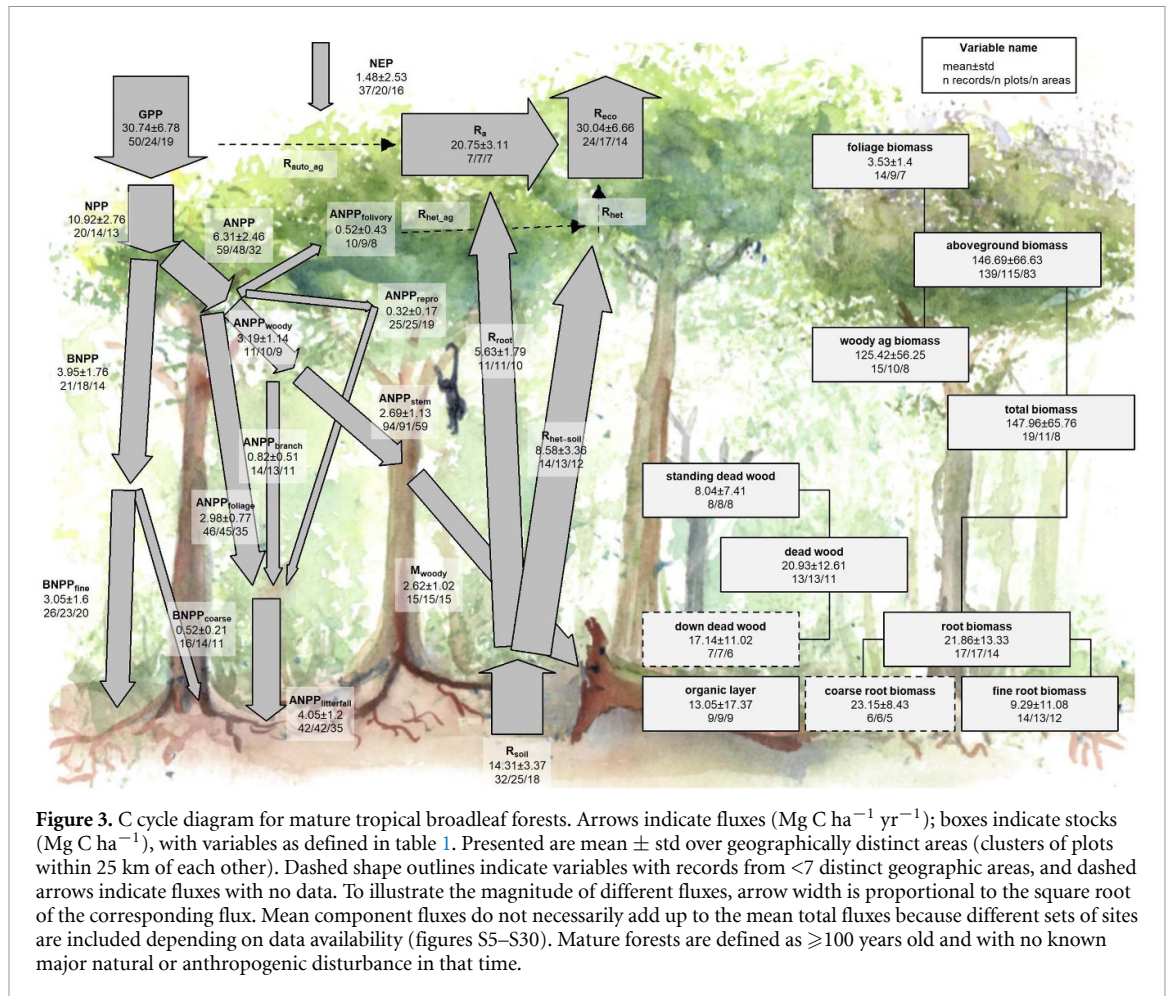 NEP
1.48±2.53
37/20/16
Variable name
mean±std
n records/n plots/n areas
GPP
30.74±6.78
50/24/19
R_auto_ag
R_a
20.75±3.11
7/7/7
R_eco
30.04±6.66
24/17/14
foliage biomass
3.53±1.4
14/9/7
NPP
10.92±2.76
20/14/13
ANPP
6.31±2.46
59/48/32
ANPP_folivory
0.52±0.43
10/9/8
R_het_ag
R_het
aboveground biomass
146.69±66.63
139/115/83
ANPP_repro
0.32±0.17
25/25/19
ANPP_woody
3.19±1.14
11/10/9
R_root
5.63±1.79
11/11/10
woody ag biomass
125.42±56.25
15/10/8
BNPP
3.95±1.76
21/18/14
ANPP_stem
2.69±1.13
94/91/59
total biomass
147.96±65.76
19/11/8
ANPP_branch
0.82±0.51
14/13/11
R_het-soil
8.58±3.36
14/13/12
standing dead wood
8.04±7.41
8/8/8
ANPP_foliage
2.98±0.77
46/45/35
dead wood
20.93±12.61
13/13/11
M_woody
2.62±1.02
15/15/15
BNPP_fine
3.05±1.6
26/23/20
BNPP_coarse
0.52±0.21
16/14/11
down dead wood
17.14±11.02
7/7/6
root biomass
21.86±13.33
17/17/14
ANPP_litterfall
4.05±1.2
42/42/35
organic layer
13.05±17.37
9/9/9
coarse root biomass
23.15±8.43
6/6/5
fine root biomass
9.29±11.08
14/13/12
R_soil
14.31±3.37
32/25/18
Figure 3. C cycle diagram for mature tropical broadleaf forests. Arrows indicate fluxes (Mg C ha⁻¹ yr⁻¹); boxes indicate stocks
(Mg C ha⁻¹), with variables as defined in table 1. Presented are mean ± std over geographically distinct areas (clusters of plots
within 25 km of each other). Dashed shape outlines indicate variables with records from <7 distinct geographic areas, and dashed
arrows indicate fluxes with no data. To illustrate the magnitude of different fluxes, arrow width is proportional to the square root
of the corresponding flux. Mean component fluxes do not necessarily add up to the mean total fluxes because different sets of sites
are included depending on data availability (figures S5–S30). Mature forests are defined as ⩾100 years old and with no known
major natural or anthropogenic disturbance in that time.